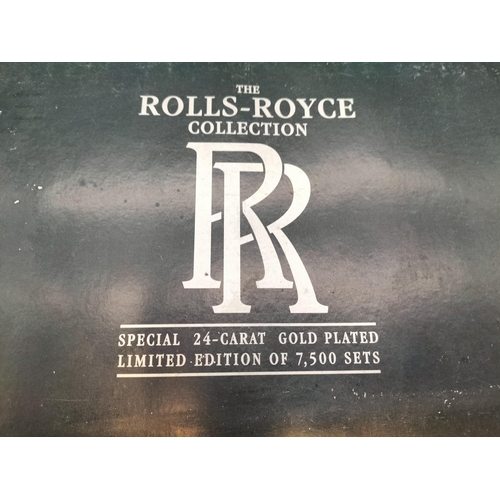 THE
ROLLS-ROYCE
COLLECTION
RR
SPECIAL 24-CARAT GOLD PLATED
LIMITED EDITION OF 7,500 SETS